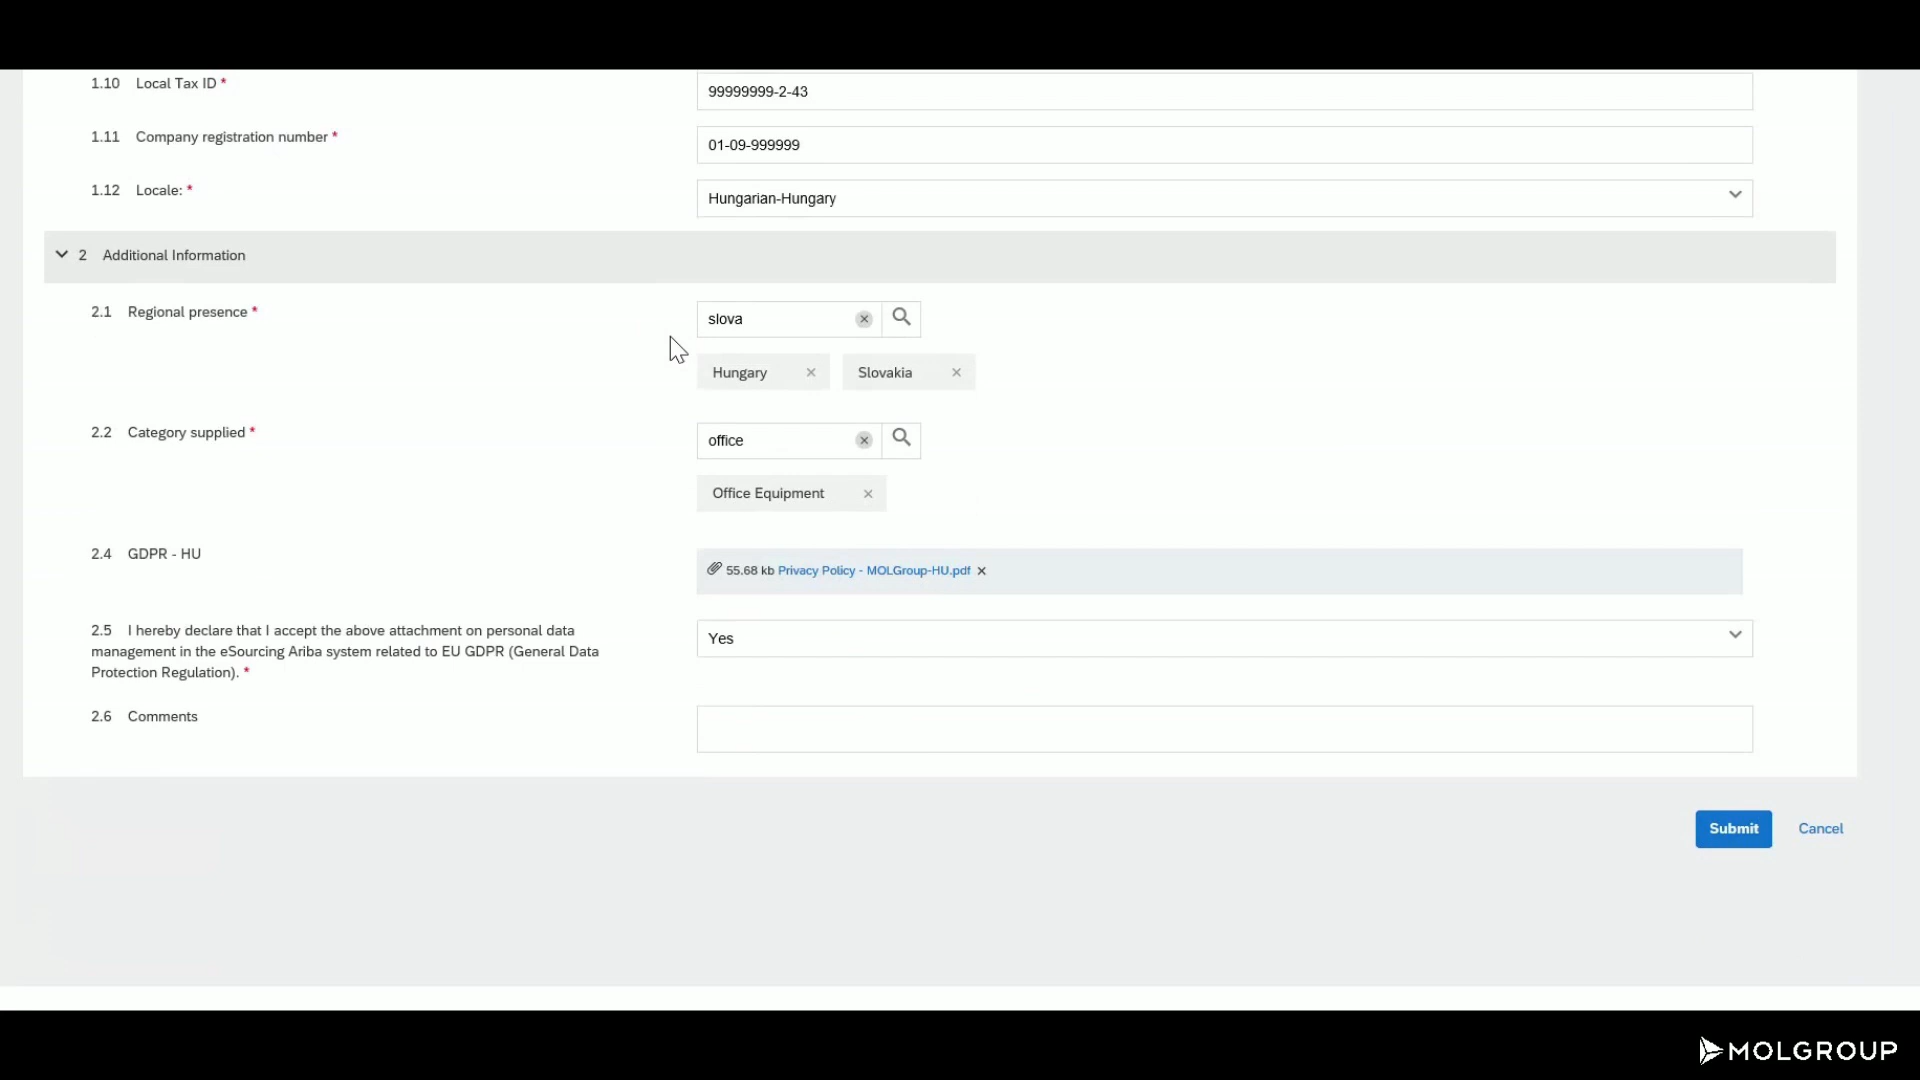 1.10 Local Tax ID *
99999999-2-43
1.11 Company registration number *
01-09-999999
1.12 Locale: *
Hungarian-Hungary
2 Additional Information
2.1 Regional presence *
slova
Hungary
Slovakia
2.2 Category supplied *
office
Office Equipment
2.4 GDPR - HU
55.68 kb Privacy Policy - MOLGroup-HU.pdf
2.5 I hereby declare that I accept the above attachment on personal data
management in the eSourcing Ariba system related to EU GDPR (General Data
Protection Regulation). *
Yes
2.6 Comments
Submit
Cancel
MOLGROUP